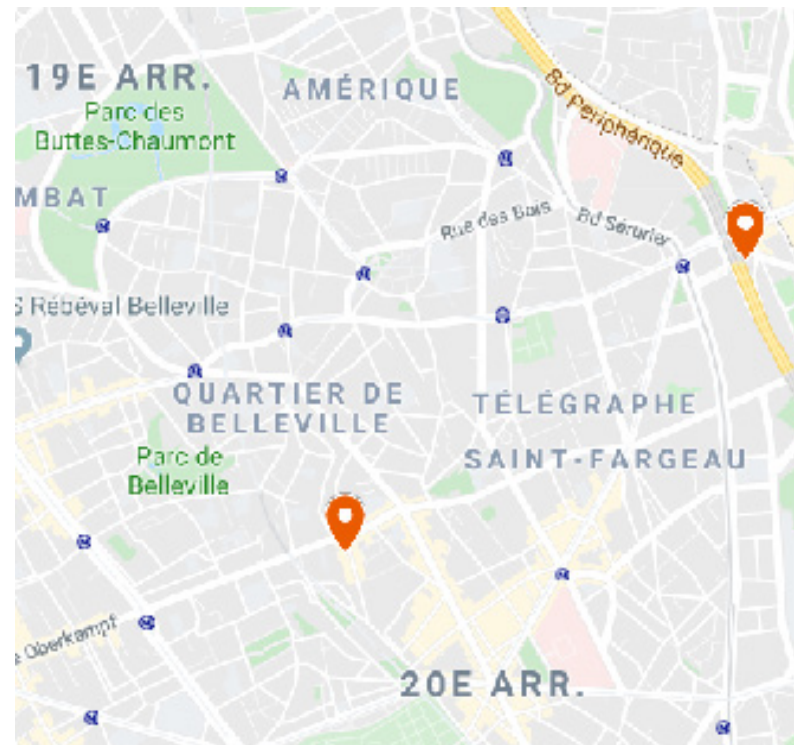 19E ARR.
AMÉRIQUE
Parc des
Buttes-Chaumont
Bd Périphérique
MBAT
Rue des Bois
Bd Sérurier
S Rébéval Belleville
QUARTIER DE
BELLEVILLE
TÉLÉGRAPHE
SAINT-FARGEAU
Parc de
Belleville
e Oberkampf
20E ARR.